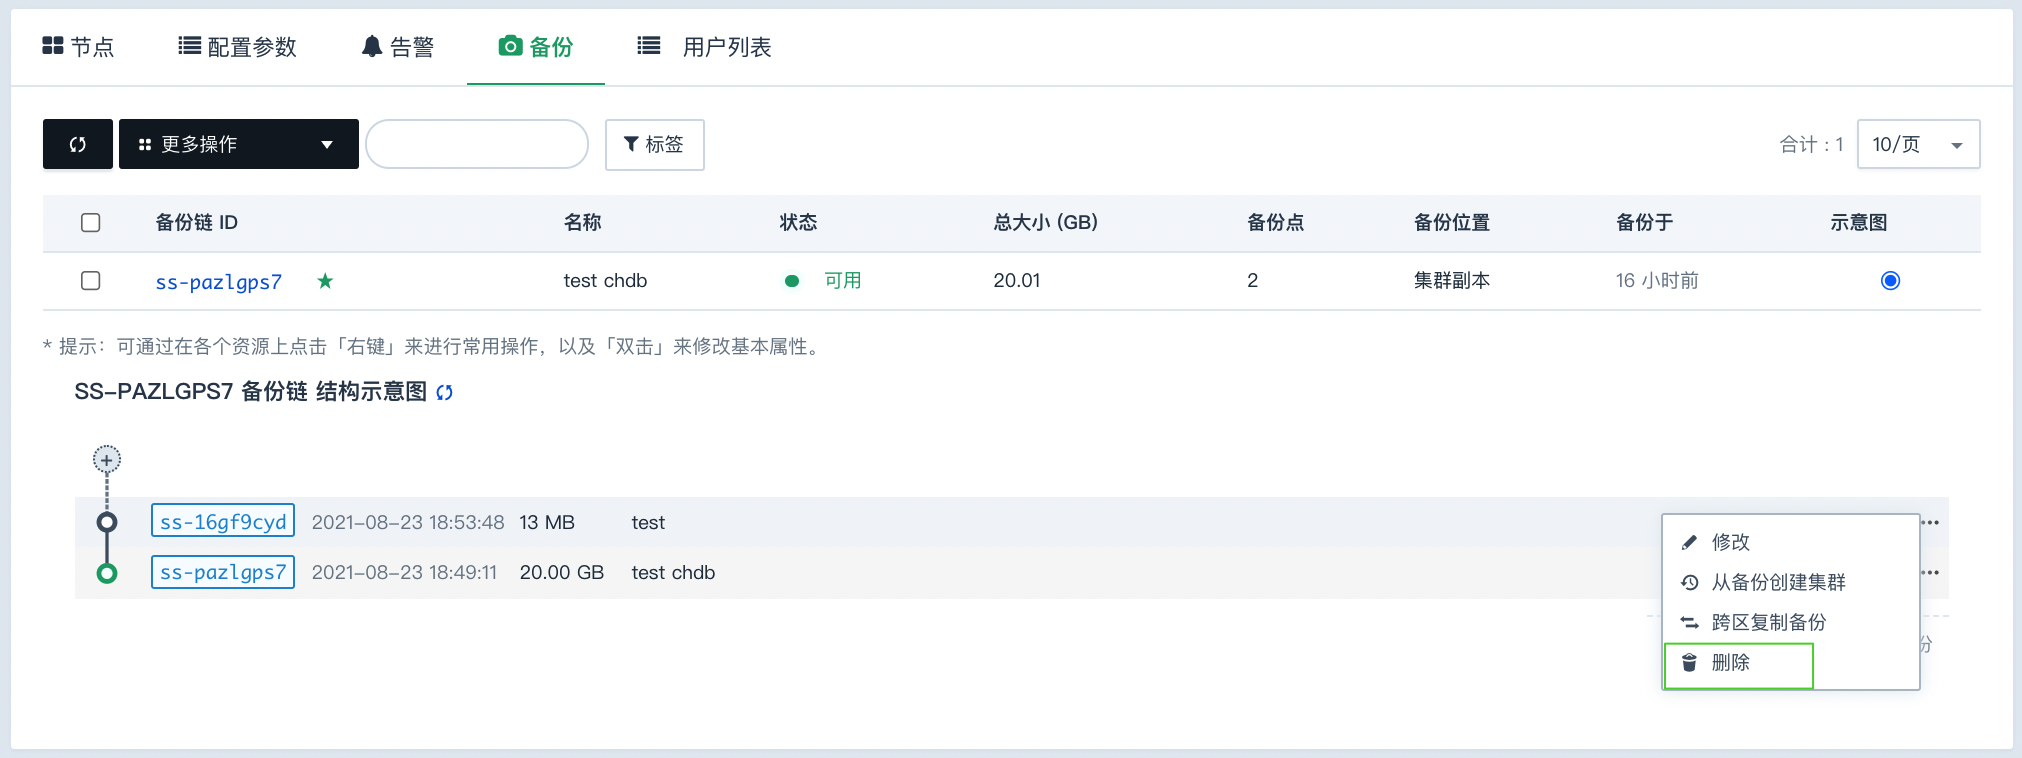 节点 配置参数 告警 备份 用户列表
更多操作 标签 合计：1 10/页
备份链 ID 名称 状态 总大小 (GB) 备份点 备份位置 备份于 示意图
ss-pazlgps7 test chdb 可用 20.01 2 集群副本 16 小时前
* 提示：可通过在各个资源上点击「右键」来进行常用操作，以及「双击」来修改基本属性。
SS-PAZLGPS7 备份链 结构示意图
ss-16gf9cyd 2021-08-23 18:53:48 13 MB test
ss-pazlgps7 2021-08-23 18:49:11 20.00 GB test chdb
修改
从备份创建集群
跨区复制备份
份
删除